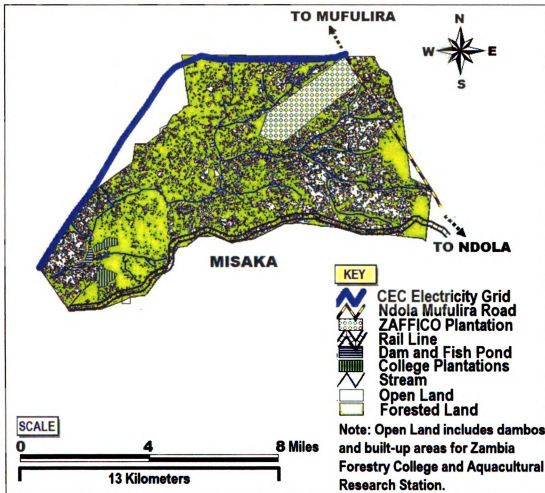 TO MUFULIRA
N
W E
S
TO NDOLA
MISAKA
KEY
CEC Electricity Grid
Ndola Mufulira Road
ZAFFICO Plantation
Rail Line
Dam and Fish Pond
College Plantations
Stream
Open Land
Forested Land
SCALE
0 4 8 Miles
13 Kilometers
Note: Open Land includes dambos
and built-up areas for Zambia
Forestry College and Aquacultural
Research Station.